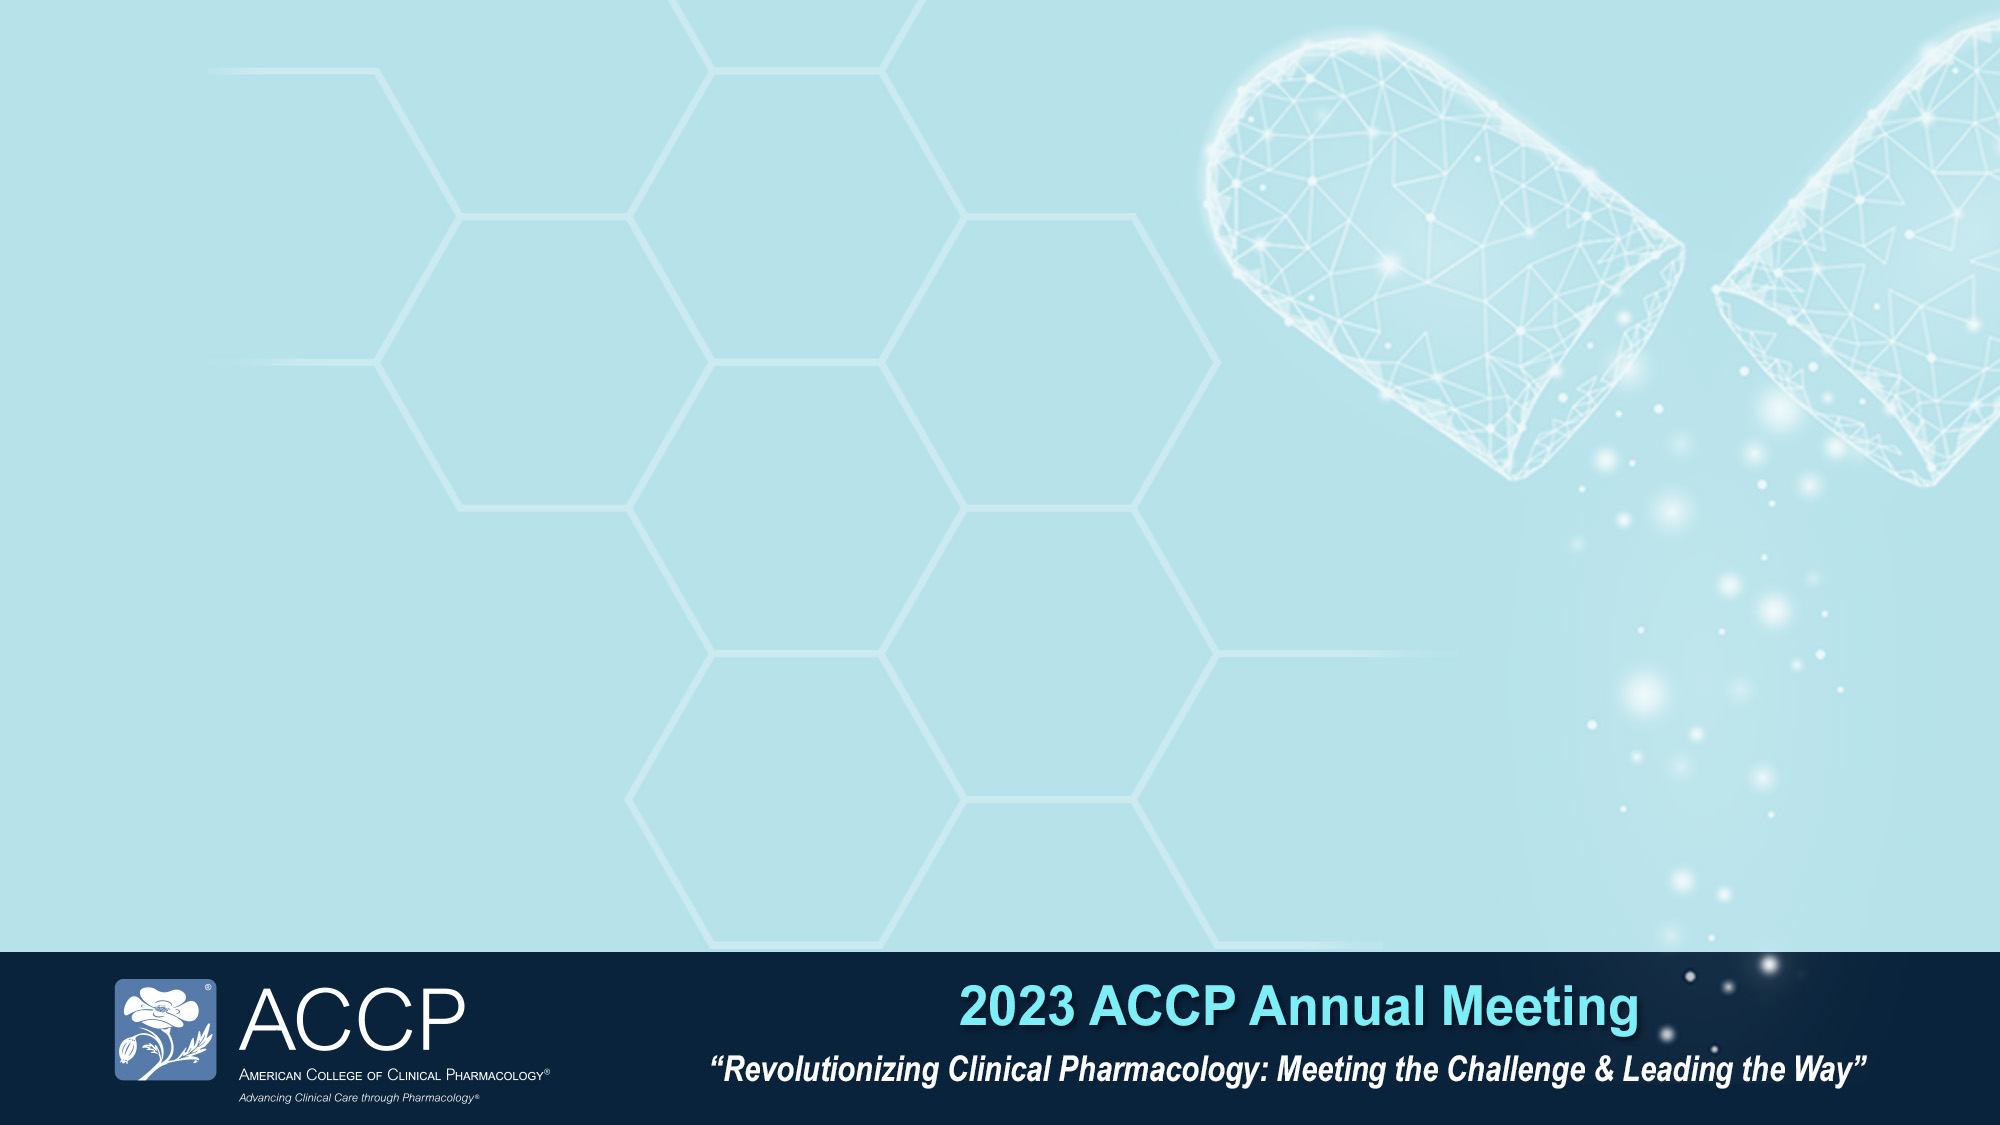 ACCP
AMERICAN COLLEGE OF CLINICAL PHARMACOLOGY®
Advancing Clinical Care through Pharmacology®
®
2023 ACCP Annual Meeting
“Revolutionizing Clinical Pharmacology: Meeting the Challenge & Leading the Way”